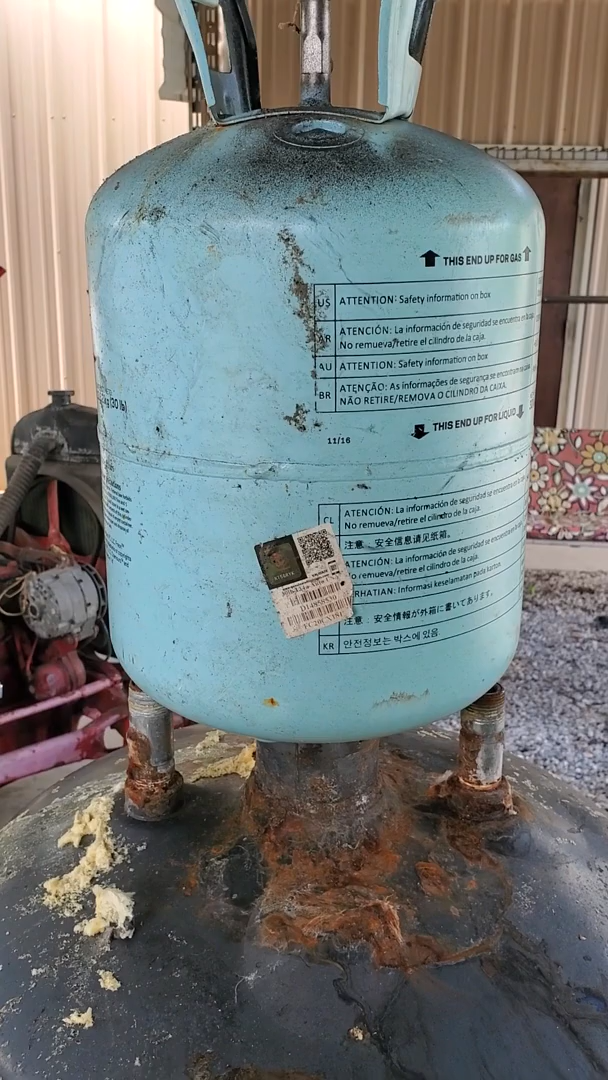 THIS END UP FOR GAS
US ATTENTION: Safety information on box
AR ATENCIÓN: La información de seguridad se encuentra en la caja.
No remueva/retire el cilindro de la caja.
AU ATTENTION: Safety information on box
BR ATENÇÃO: As informações de segurança se encontram na caixa
NÃO RETIRE/REMOVA O CILINDRO DA CAIXA.
kg (30 lb)
11/16
THIS END UP FOR LIQUID
CL ATENCIÓN: La información de seguridad se encuentra en la
No remueva/retire el cilindro de la caja.
注意：安全信息请见纸箱。
ATENCIÓN: La información de seguridad se encuentra en la
No remueva/retire el cilindro de la caja.
PERHATIAN: Informasi keselamatan pada karton.
注意：安全情報が外箱に書いてあります。
KR 안전정보는 박스에 있음